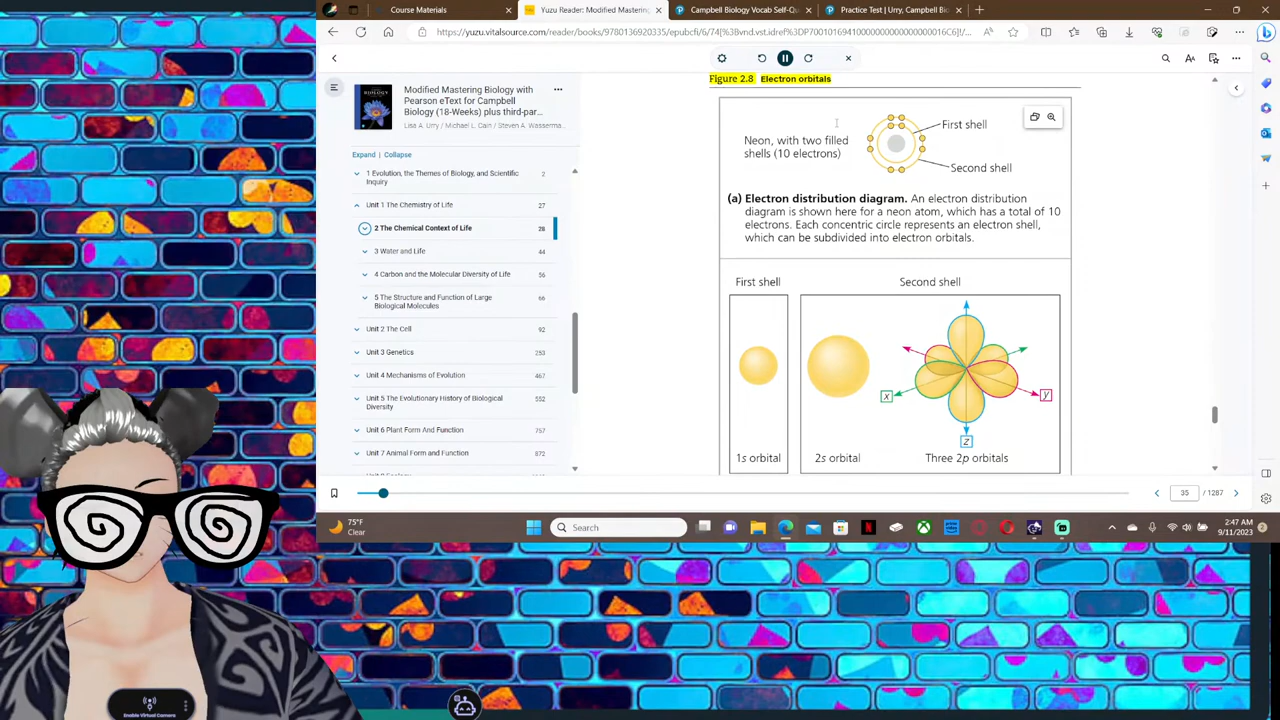 Course Materials
Yuzu Reader: Modified Mastering
Campbell Biology Vocab Self-Qu
Practice Test | Ury, Campbell Bio
https://yuzu.vitalsource.com/reader/books/9780136920335/epubcfi/6/74[%3Bvnd.vst.idref%3DP7001016941000000000000000000016C6]!/...
Modified Mastering Biology with
Pearson eText for Campbell
Biology (18-Weeks) plus third-par...
Lisa A. Urry / Michael L. Cain / Steven A. Wasserma...
Expand | Collapse
1 Evolution, the Themes of Biology, and Scientific
Inquiry
2
Unit 1 The Chemistry of Life 27
2 The Chemical Context of Life 28
3 Water and Life 44
4 Carbon and the Molecular Diversity of Life 56
5 The Structure and Function of Large
Biological Molecules
66
Unit 2 The Cell 92
Unit 3 Genetics 253
Unit 4 Mechanisms of Evolution 467
Unit 5 The Evolutionary History of Biological
Diversity
552
Unit 6 Plant Form And Function 757
Unit 7 Animal Form and Function 872
Figure 2.8 Electron orbitals
Neon, with two filled
shells (10 electrons)
First shell
Second shell
(a) Electron distribution diagram. An electron distribution
diagram is shown here for a neon atom, which has a total of 10
electrons. Each concentric circle represents an electron shell,
which can be subdivided into electron orbitals.
First shell
Second shell
x
y
z
1s orbital
2s orbital
Three 2p orbitals
35 / 1287
75°F
Clear
Search
2:47 AM
9/11/2023
Enable Virtual Camera